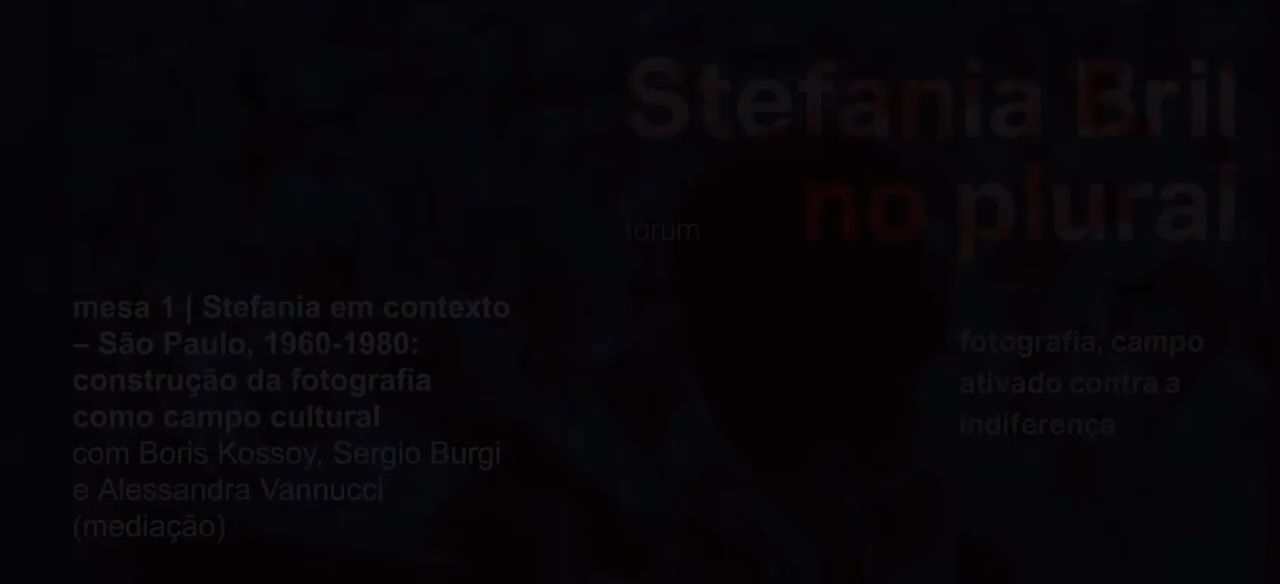 Stefania Bril
no plural
fórum
mesa 1 | Stefania em contexto
– São Paulo, 1960-1980:
construção da fotografia
como campo cultural
com Boris Kossoy, Sergio Burgi
e Alessandra Vannucci
(mediação)
fotografia, campo
ativado contra a
indiferença